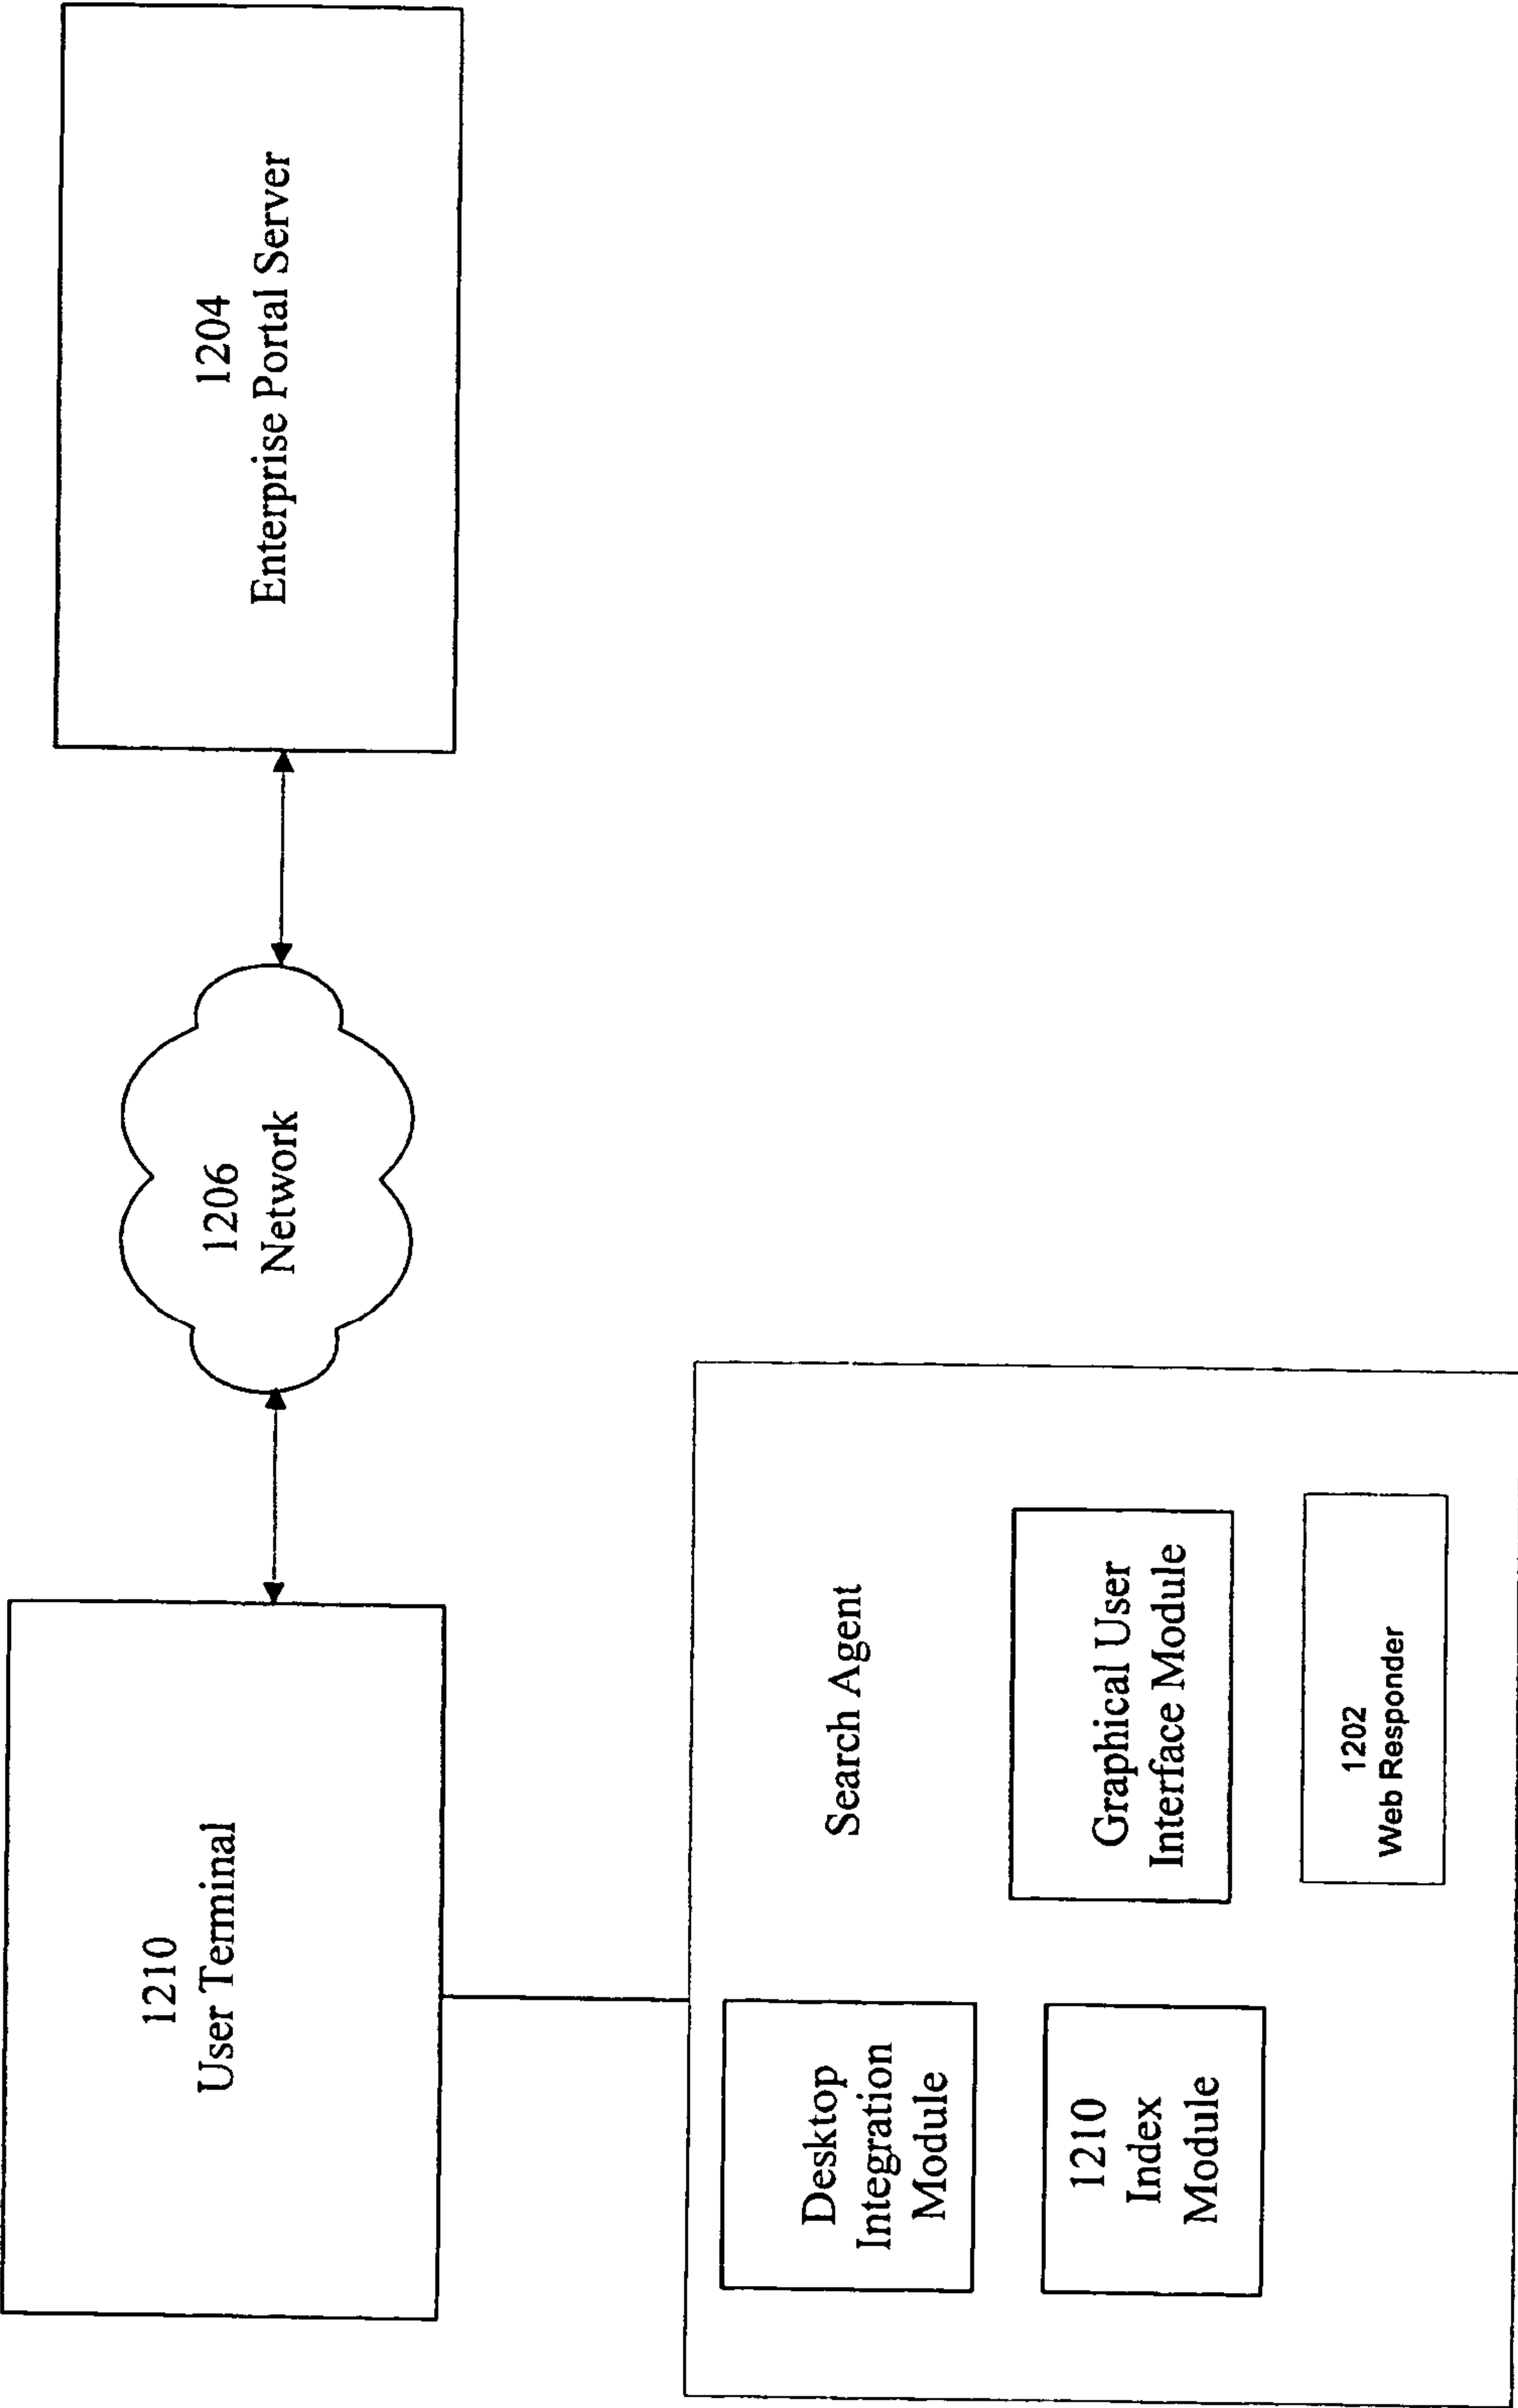 1210
User Terminal
1206
Network
1204
Enterprise Portal Server
Search Agent
Desktop
Integration
Module
Graphical User
Interface Module
1210
Index
Module
1202
Web Responder